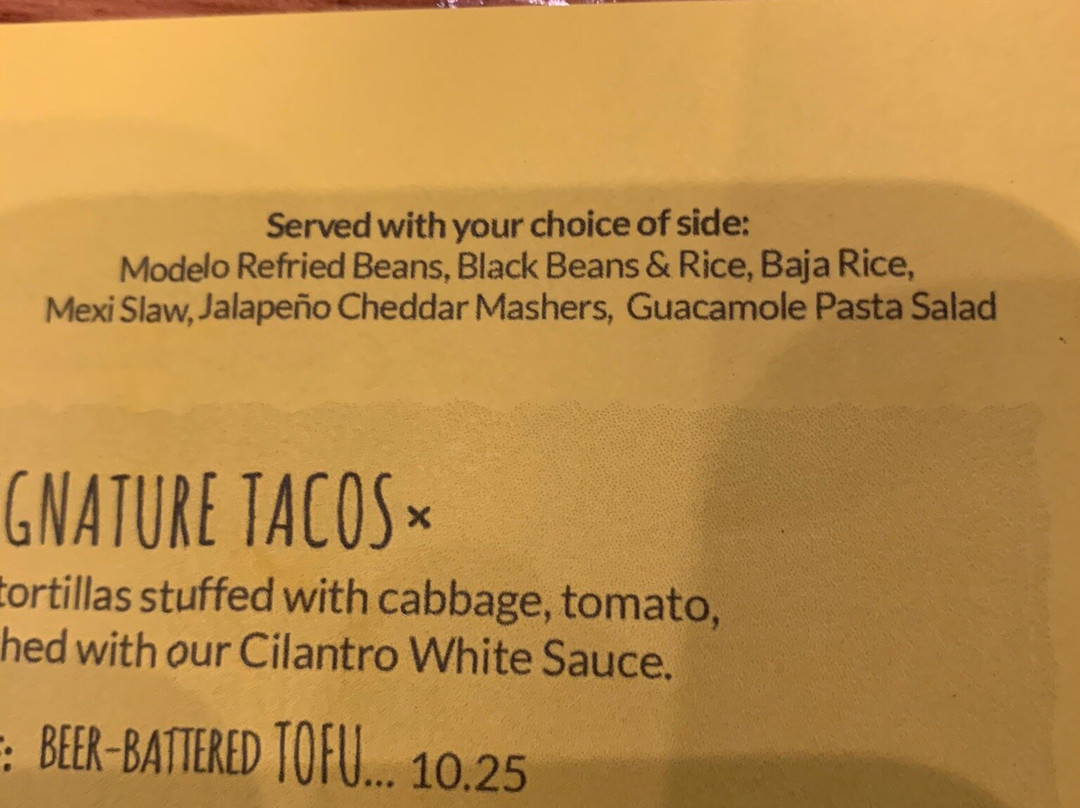 Served with your choice of side:
Modelo Refried Beans, Black Beans & Rice, Baja Rice,
Mexi Slaw, Jalapeño Cheddar Mashers, Guacamole Pasta Salad
GNATURE TACOS ×
tortillas stuffed with cabbage, tomato,
hed with our Cilantro White Sauce.
: BEER-BATTERED TOFU... 10.25